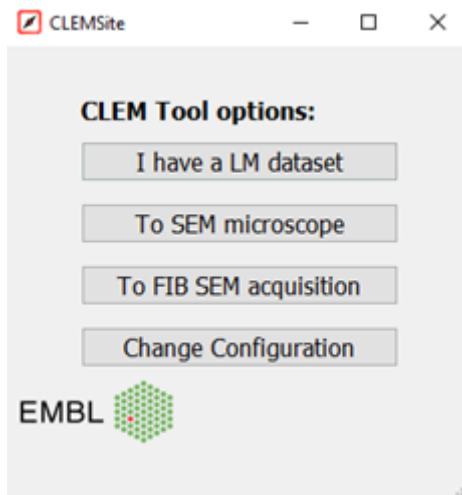 CLEMSite
CLEM Tool options:
I have a LM dataset
To SEM microscope
To FIB SEM acquisition
Change Configuration
EMBL